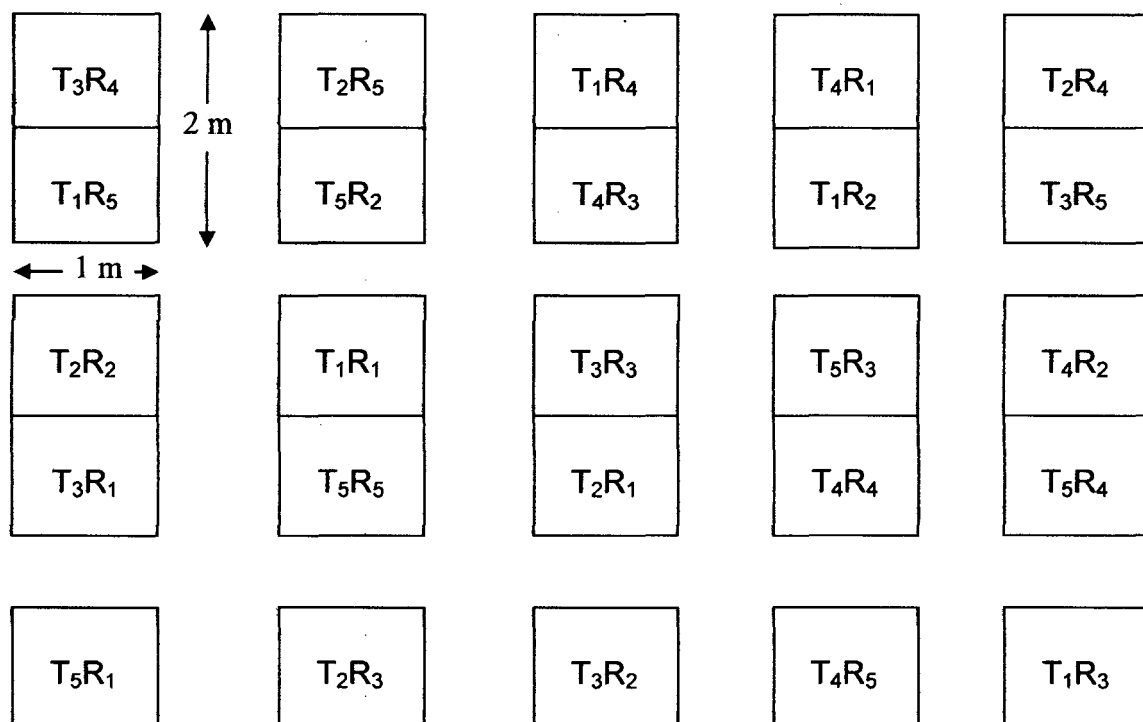 T₃R₄ T₂R₅ T₁R₄ T₄R₁ T₂R₄
2 m
T₁R₅ T₅R₂ T₄R₃ T₁R₂ T₃R₅
1 m
T₂R₂ T₁R₁ T₃R₃ T₅R₃ T₄R₂
T₃R₁ T₅R₅ T₂R₁ T₄R₄ T₅R₄
T₅R₁ T₂R₃ T₃R₂ T₄R₅ T₁R₃